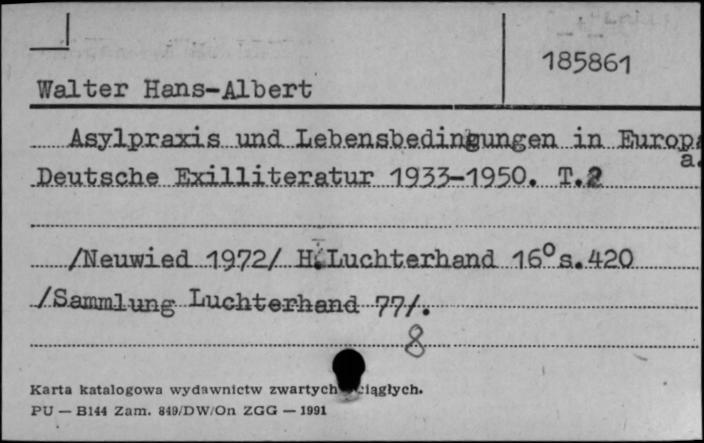 185861
Walter Hans-Albert
Asylpraxis und Lebensbedingungen in Europa.
Deutsche Exilliteratur 1933-1950. T.2
/Neuwied 1972/ H.Luchterhand 16° s.420
/Sammlung Luchterhand 77/.
8
Karta katalogowa wydawnictw zwartych ciągłych.
PU — B144 Zam. 849/DW/On ZGG — 1991